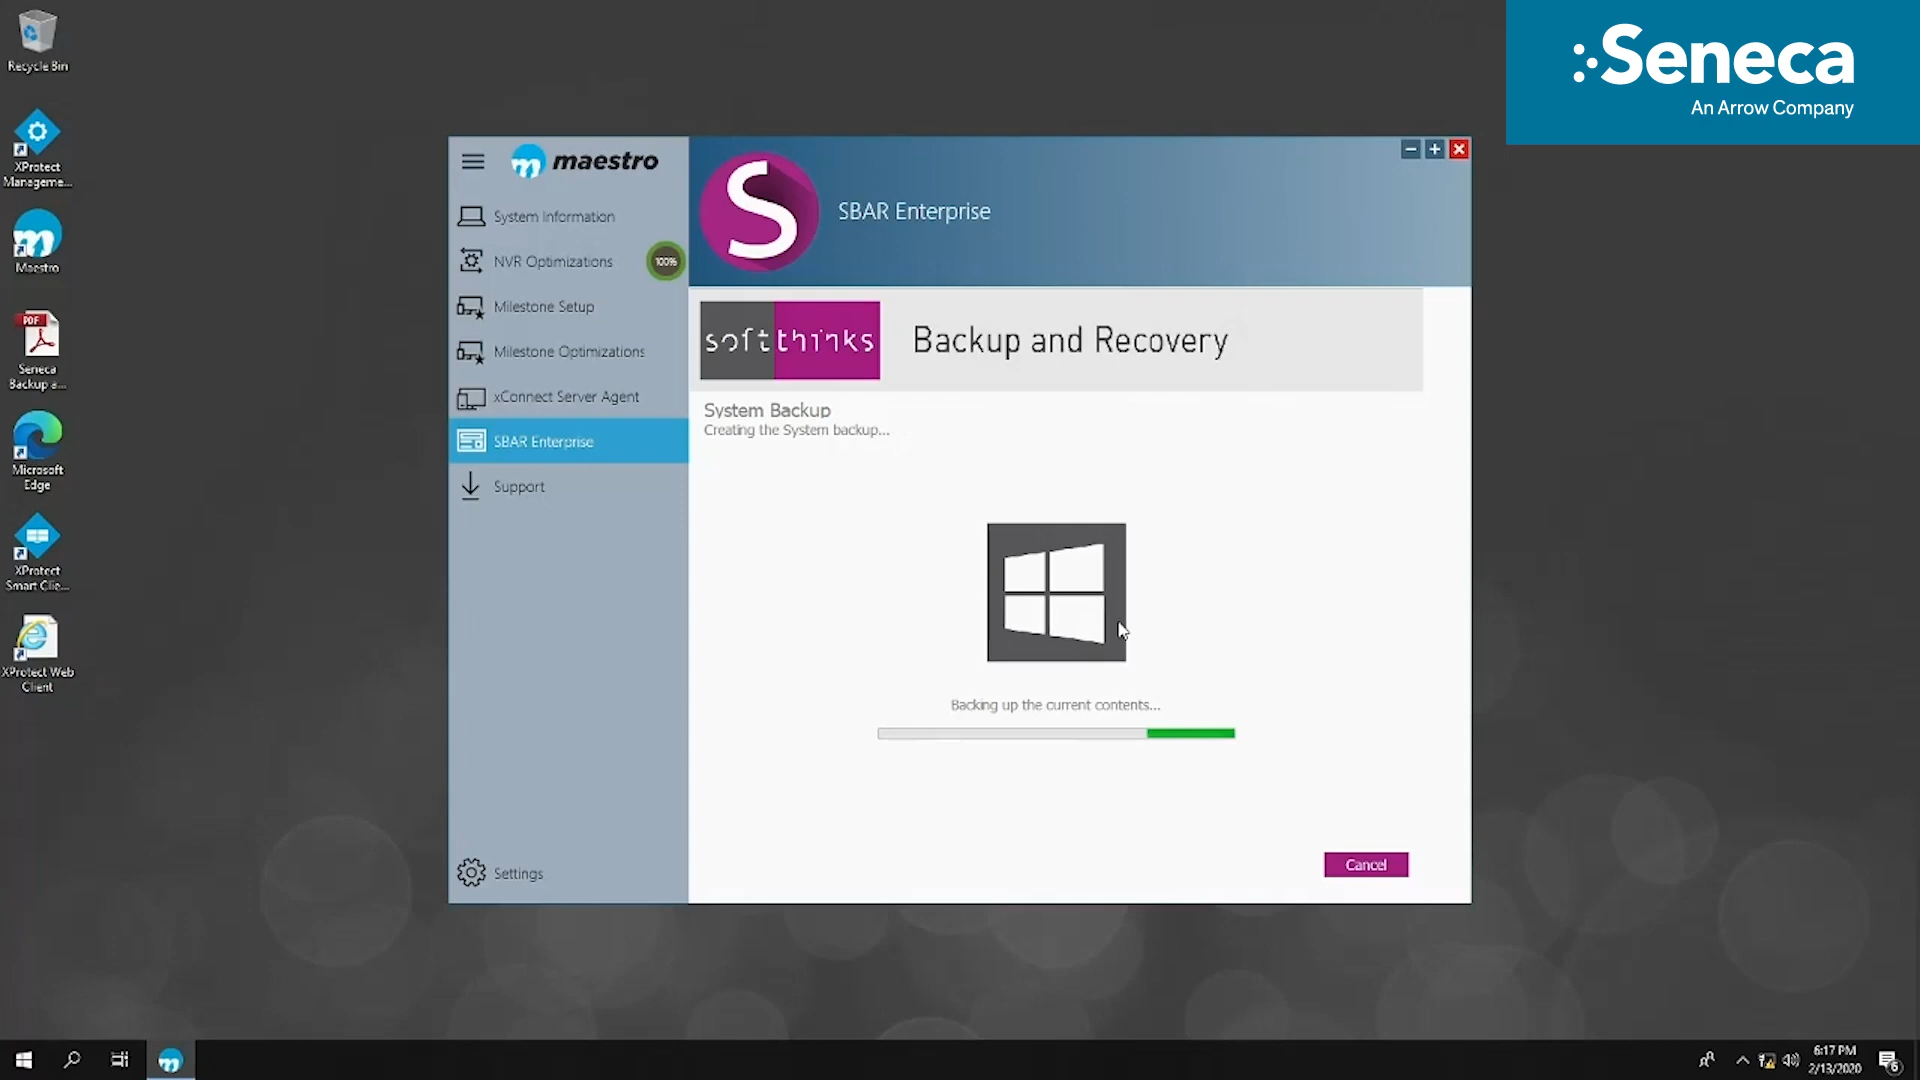 Recycle Bin
XProtect
Manageme...
Maestro
PDF
Seneca
Backup a...
Microsoft
Edge
XProtect
Smart Clie...
XProtect Web
Client
Seneca
An Arrow Company
maestro
System Information
NVR Optimizations
100%
Milestone Setup
Milestone Optimizations
xConnect Server Agent
SBAR Enterprise
Support
Settings
S
SBAR Enterprise
softthinks
Backup and Recovery
System Backup
Creating the System backup...
Backing up the current contents...
Cancel
6:17 PM
2/13/2020
6